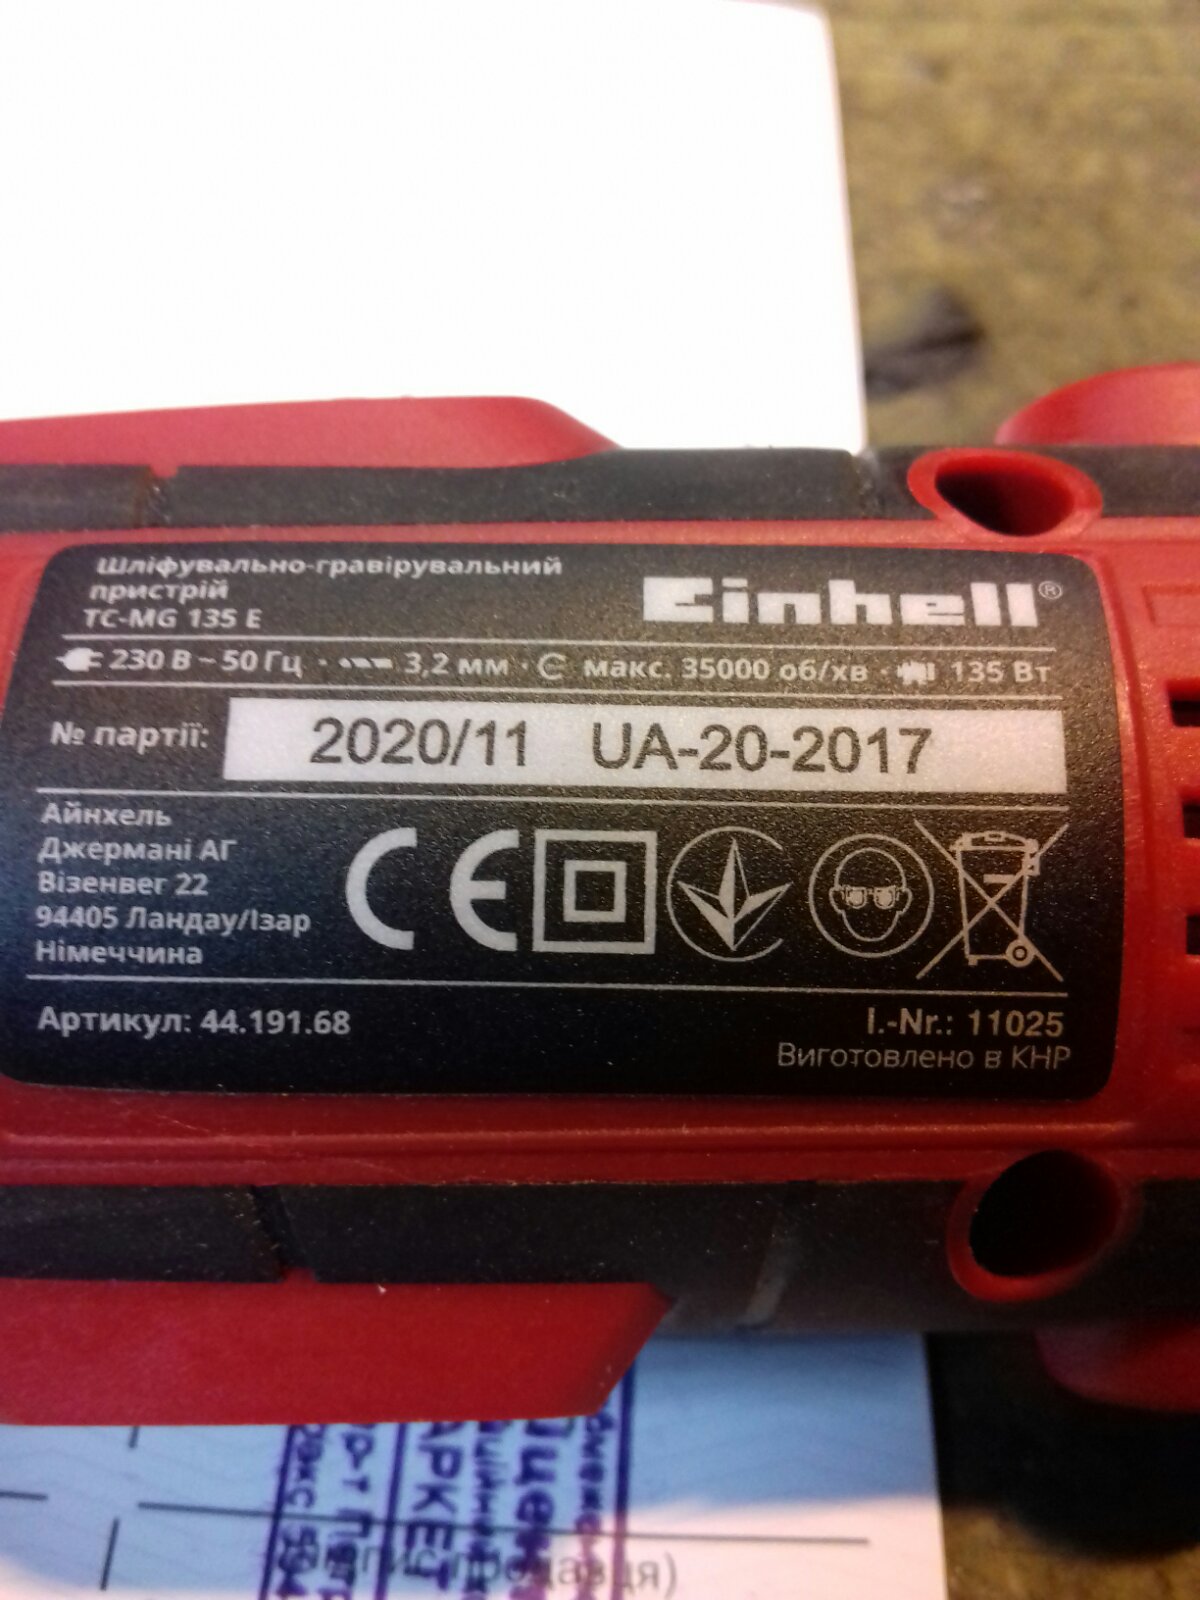 Шліфувально-гравірувальний
пристрій
TC-MG 135 E
Einhell®
230 В ~ 50 Гц · 3,2 мм · макс. 35000 об/хв · 135 Вт
№ партії: 2020/11 UA-20-2017
Айнхель
Джермані АГ
Візенвег 22
94405 Ландау/Ізар
Німеччина
CE
Артикул: 44.191.68
I.-Nr.: 11025
Виготовлено в КНР
продавця)